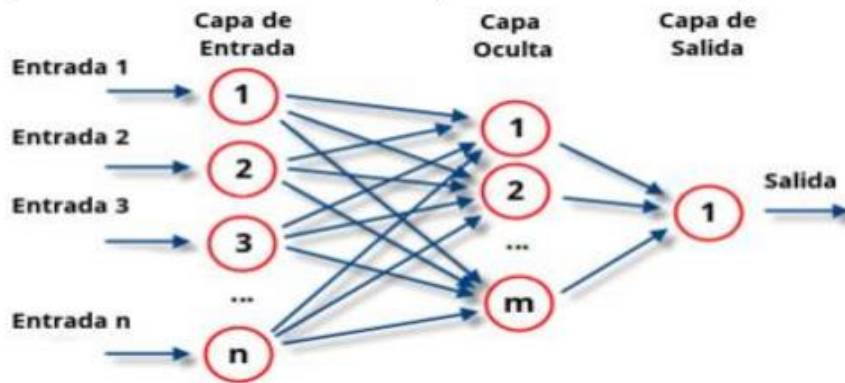 Capa de
Entrada
Capa
Oculta
Capa de
Salida
Entrada 1
Entrada 2
Entrada 3
Entrada n
1
2
3
...
n
1
2
...
m
1
Salida